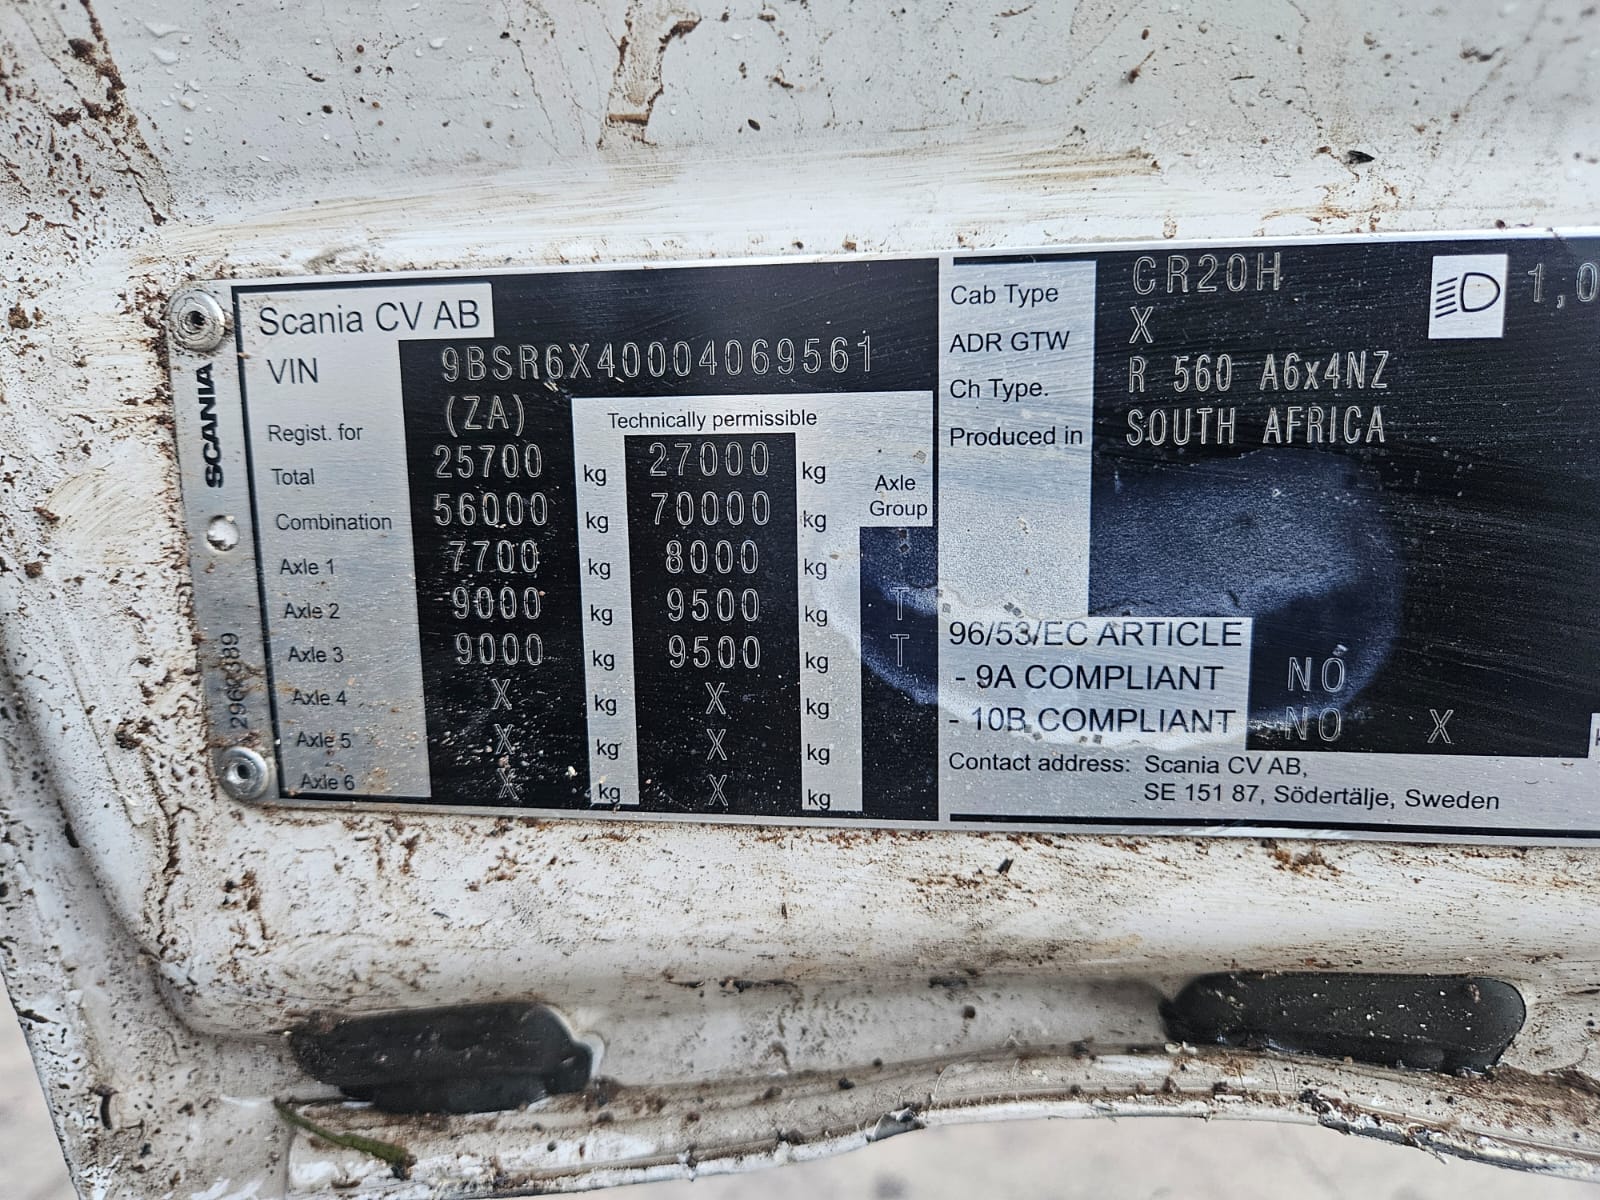 Scania CV AB
VIN 9BSR6X40004069561
Regist. for (ZA)
Technically permissible
Total 25700 kg 27000 kg
Combination 56000 kg 70000 kg
Axle Group
Axle 1 7700 kg 8000 kg
Axle 2 9000 kg 9500 kg T
Axle 3 9000 kg 9500 kg T
Axle 4 X kg X kg
Axle 5 X kg X kg
Axle 6 X kg X kg
SCANIA
Cab Type CR20H
ADR GTW X
Ch Type. R 560 A6x4NZ
Produced in SOUTH AFRICA
1,0
96/53/EC ARTICLE
- 9A COMPLIANT NO
- 10B COMPLIANT NO X
Contact address: Scania CV AB,
SE 151 87, Södertälje, Sweden